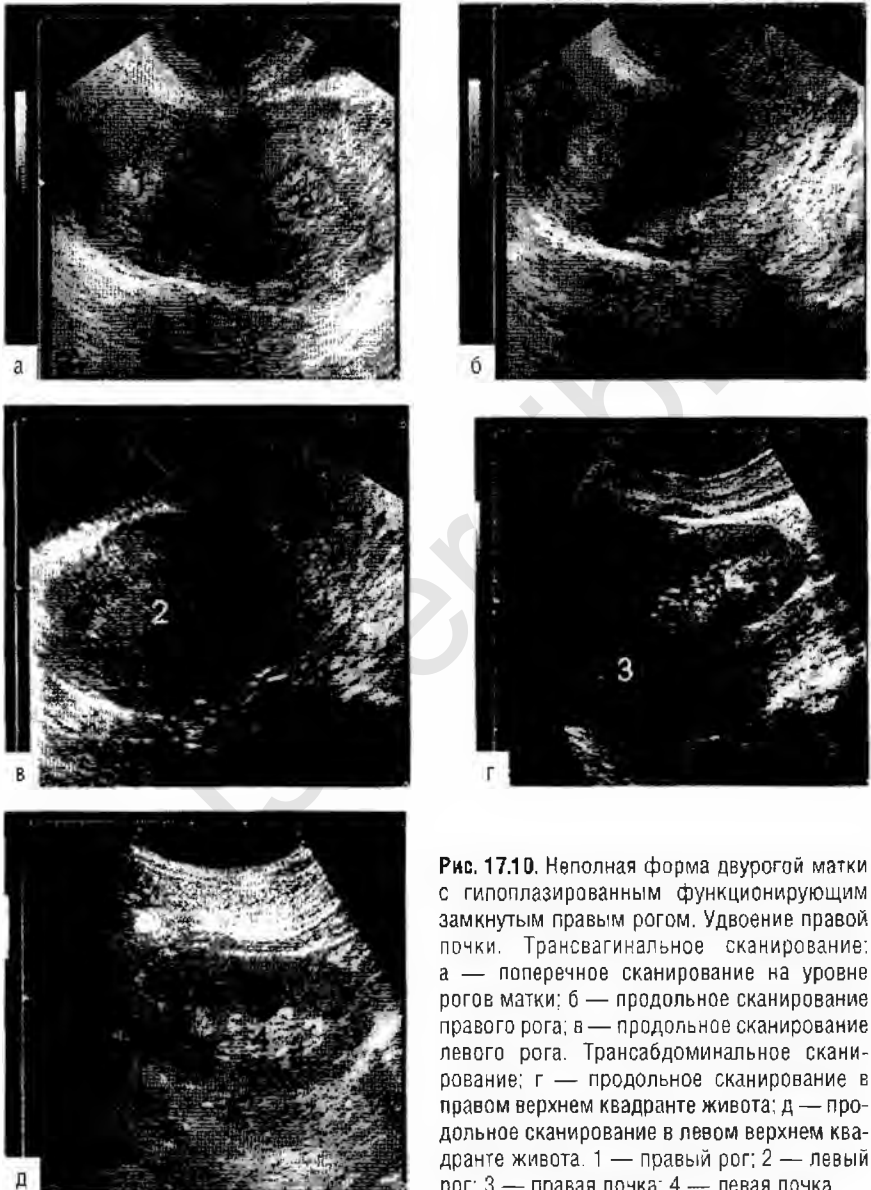 а
б
2
в
3
г
д
Рис. 17.10. Неполная форма двурогой матки
с гипоплазированным функционирующим
замкнутым правым рогом. Удвоение правой
почки. Трансвагинальное сканирование:
а — поперечное сканирование на уровне
рогов матки; б — продольное сканирование
правого рога; в — продольное сканирование
левого рога. Трансабдоминальное скани-
рование; г — продольное сканирование в
правом верхнем квадранте живота; д — про-
дольное сканирование в левом верхнем ква-
дранте живота. 1 — правый рог; 2 — левый
рог; 3 — правая почка; 4 — левая почка